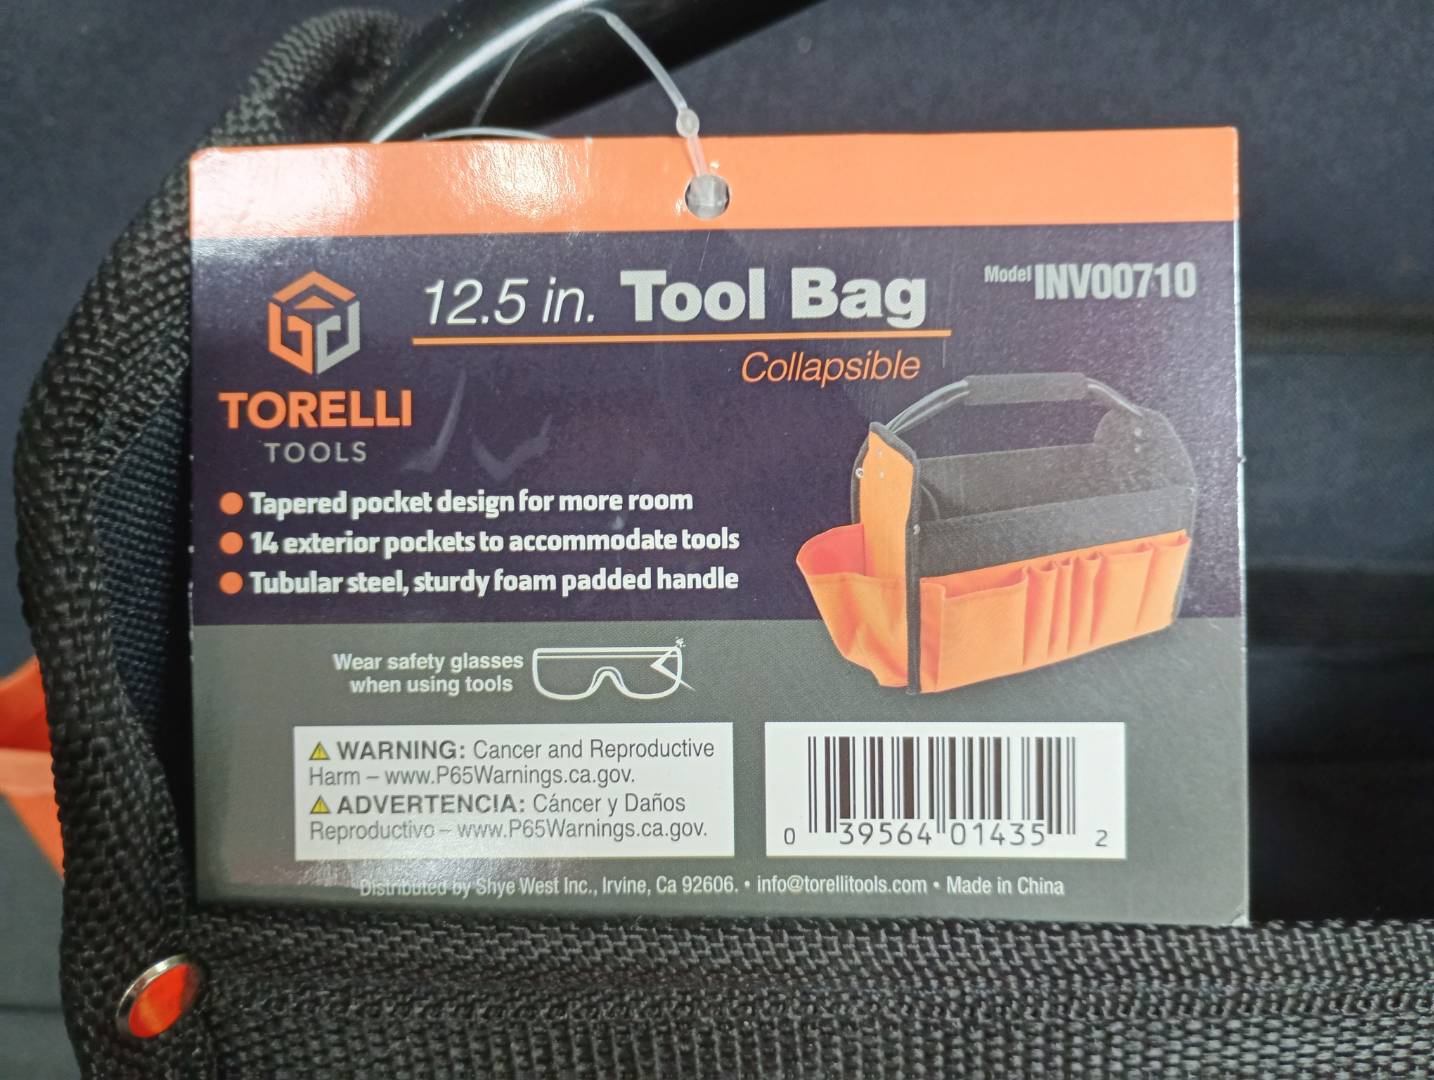 12.5 in. Tool Bag
Collapsible
Model INV00710
TORELLI
TOOLS
Tapered pocket design for more room
14 exterior pockets to accommodate tools
Tubular steel, sturdy foam padded handle
Wear safety glasses
when using tools
WARNING: Cancer and Reproductive
Harm – www.P65Warnings.ca.gov.
ADVERTENCIA: Cáncer y Daños
Reproductivo – www.P65Warnings.ca.gov.
0 39564 01435 2
Distributed by Shye West Inc., Irvine, Ca 92606. • info@torellitools.com • Made in China